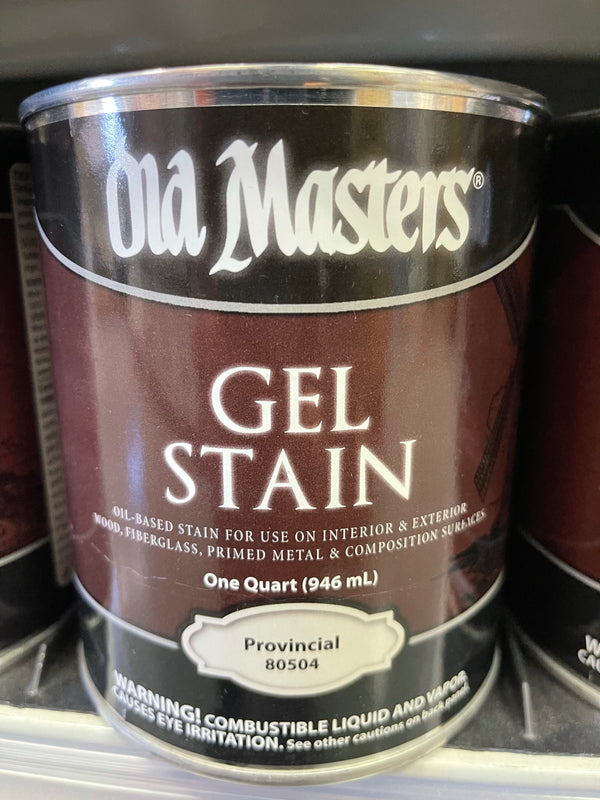 Old Masters®
GEL
STAIN
OIL-BASED STAIN FOR USE ON INTERIOR & EXTERIOR
WOOD, FIBERGLASS, PRIMED METAL & COMPOSITION SURFACES.
One Quart (946 mL)
Provincial
80504
WARNING! COMBUSTIBLE LIQUID AND VAPOR.
CAUSES EYE IRRITATION. See other cautions on back panel.